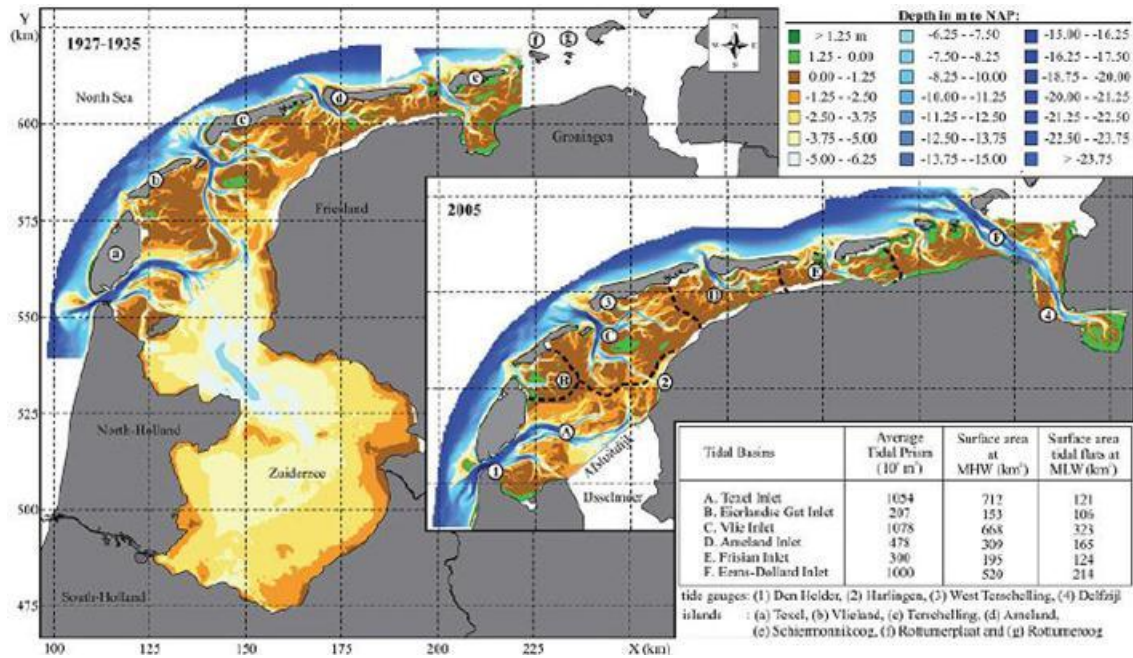 Y
(km)
1927-1935
North Sea
600
575
550
525
500
475
100
125
150
175
200
225
250
X (km)
a
b
c
d
e
f
g
Groningen
Friesland
North-Holland
Zuiderzee
South-Holland
N
Depth in m to NAP:
> 1.25 m
1.25 - 0.00
0.00 - -1.25
-1.25 - -2.50
-2.50 - -3.75
-3.75 - -5.00
-5.00 - -6.25
-6.25 - -7.50
-7.50 - -8.25
-8.25 - -10.00
-10.00 - -11.25
-11.25 - -12.50
-12.50 - -13.75
-13.75 - -15.00
-15.00 - -16.25
-16.25 - -17.50
-18.75 - -20.00
-20.00 - -21.25
-21.25 - -22.50
-22.50 - -23.75
> -23.75
2005
A
B
C
D
E
F
1
2
3
4
Afsluitdijk
IJsselmeer
Tidal Basins
Average Tidal Prism
Surface area at MHW (km²)
Surface area tidal flats at MLW (km²)
A. Texel Inlet 1054 712 121
B. Eierlandse Gat Inlet 207 153 106
C. Vlie Inlet 1078 668 323
D. Ameland Inlet 478 309 165
E. Frisian Inlet 300 195 124
F. Eems-Dollard Inlet 1000 520 214
tide gauges: (1) Den Helder, (2) Harlingen, (3) West Terschelling, (4) Delfzijl
islands : (a) Texel, (b) Vlieland, (c) Terschelling, (d) Ameland,
(e) Schiermonnikoog, (f) Rottumerplaat and (g) Rottumeroog